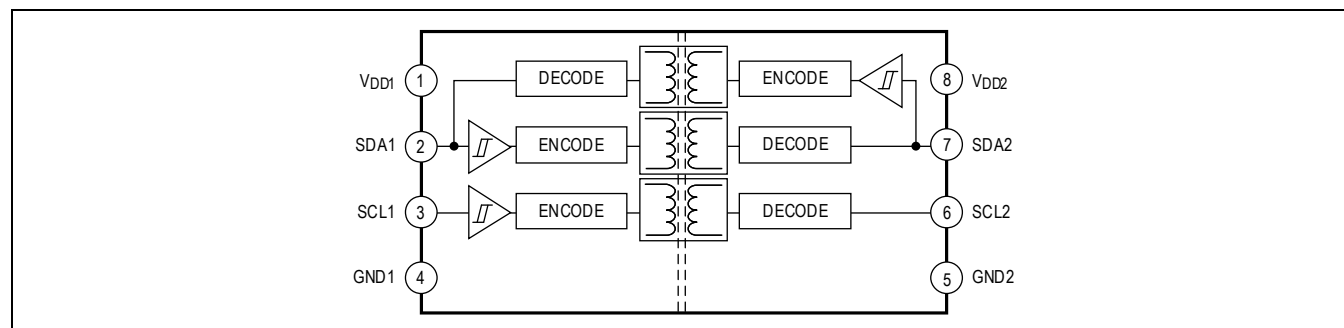 VDD1 1 DECODE ENCODE 8 VDD2
SDA1 2 ENCODE DECODE 7 SDA2
SCL1 3 ENCODE DECODE 6 SCL2
GND1 4 5 GND2